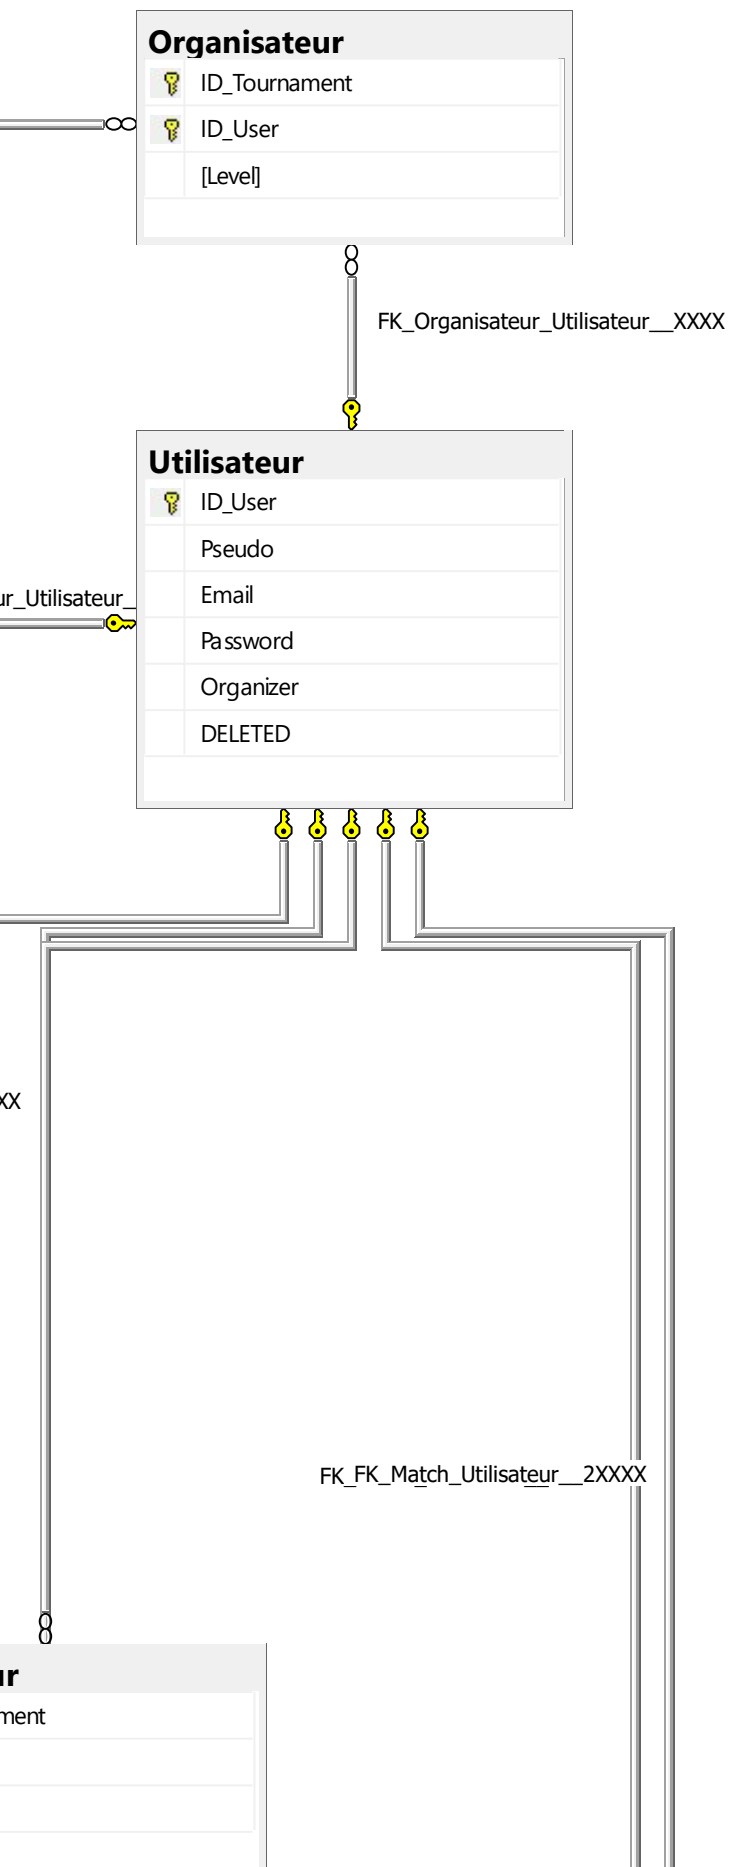 Organisateur
ID_Tournament
ID_User
[Level]
FK_Organisateur_Utilisateur__XXXX
Utilisateur
ID_User
Pseudo
ur_Utilisateur_
Email
Password
Organizer
DELETED
XX
FK_FK_Match_Utilisateur__2XXXX
ur
ment